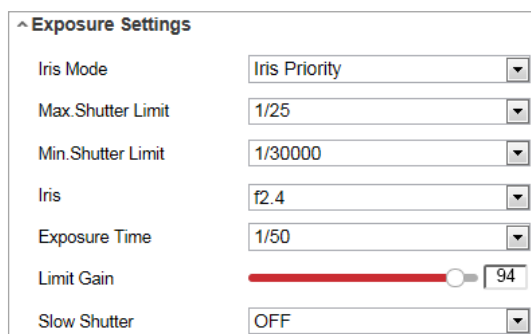 Exposure Settings
Iris Mode Iris Priority
Max.Shutter Limit 1/25
Min.Shutter Limit 1/30000
Iris f2.4
Exposure Time 1/50
Limit Gain 94
Slow Shutter OFF